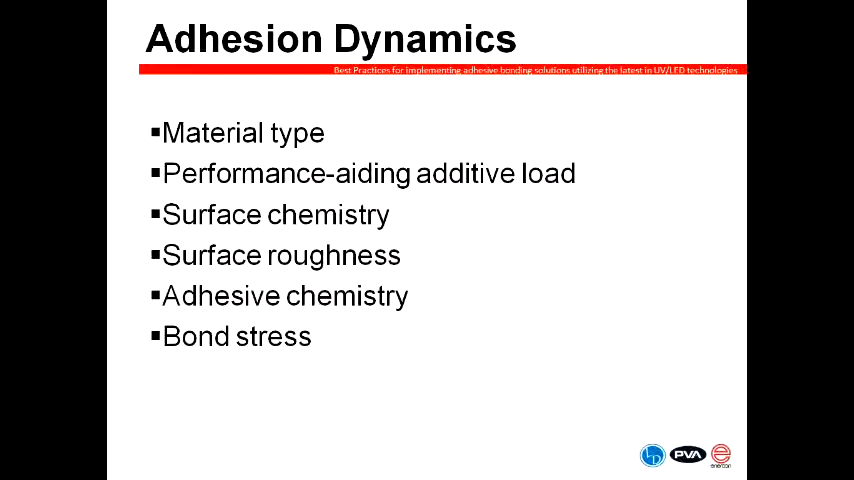 Adhesion Dynamics
Best Practices for implementing adhesive bonding solutions utilizing the latest in UV/LED technologies
▪Material type
▪Performance-aiding additive load
▪Surface chemistry
▪Surface roughness
▪Adhesive chemistry
▪Bond stress
PVA
enercon